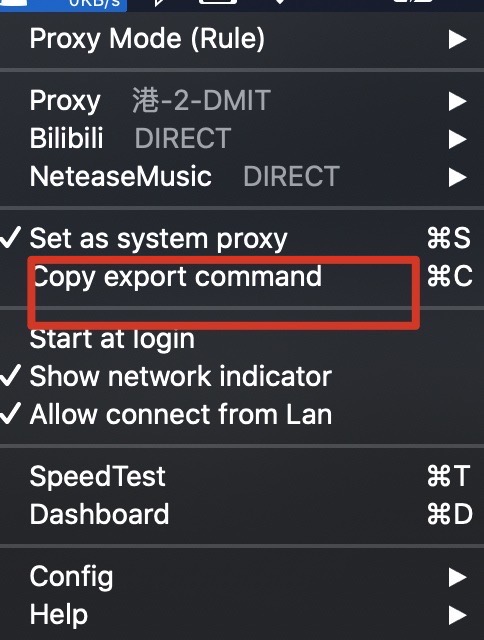 0KB/s
Proxy Mode (Rule) ▶
Proxy 港-2-DMIT ▶
Bilibili DIRECT ▶
NeteaseMusic DIRECT ▶
✓ Set as system proxy ⌘S
Copy export command ⌘C
Start at login
✓ Show network indicator
✓ Allow connect from Lan
SpeedTest ⌘T
Dashboard ⌘D
Config ▶
Help ▶